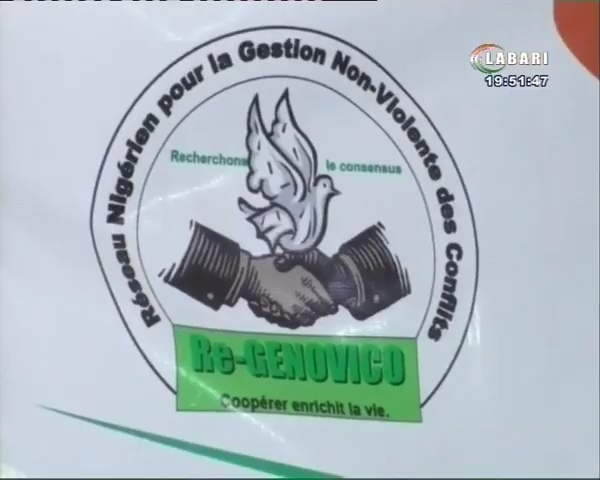 LABARI
19:51:47
Réseau Nigérien pour la Gestion Non-Violente des Conflits
Recherchons le consensus
Re-GENOVICO
Coopérer enrichit la vie.